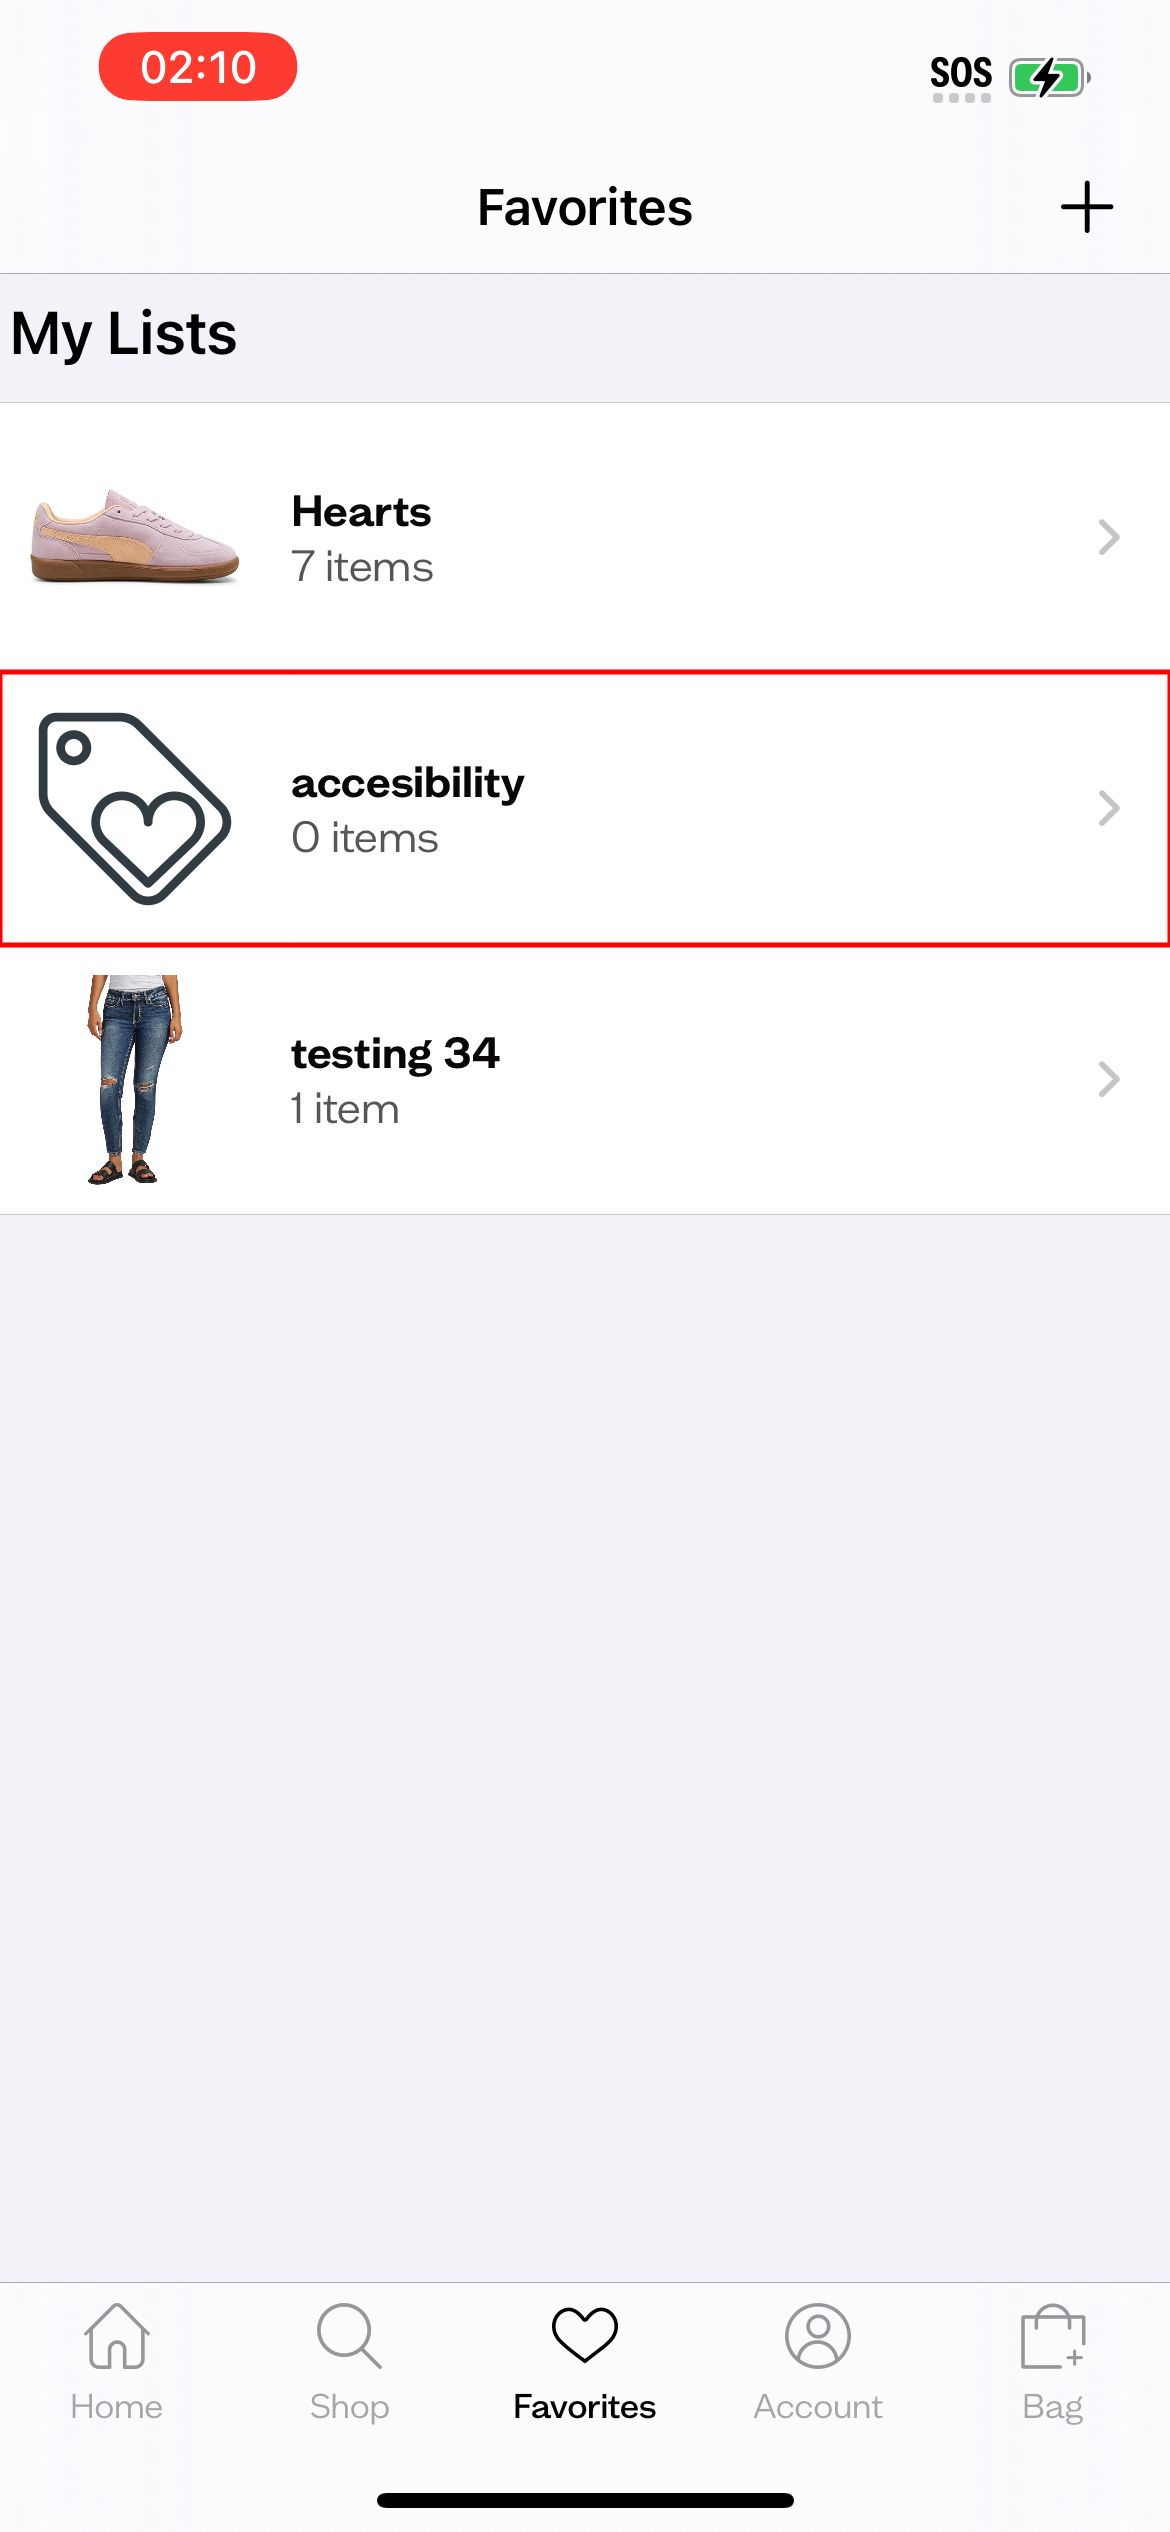 02:10
SOS
Favorites
My Lists
Hearts
7 items
accesibility
0 items
testing 34
1 item
Home
Shop
Favorites
Account
Bag